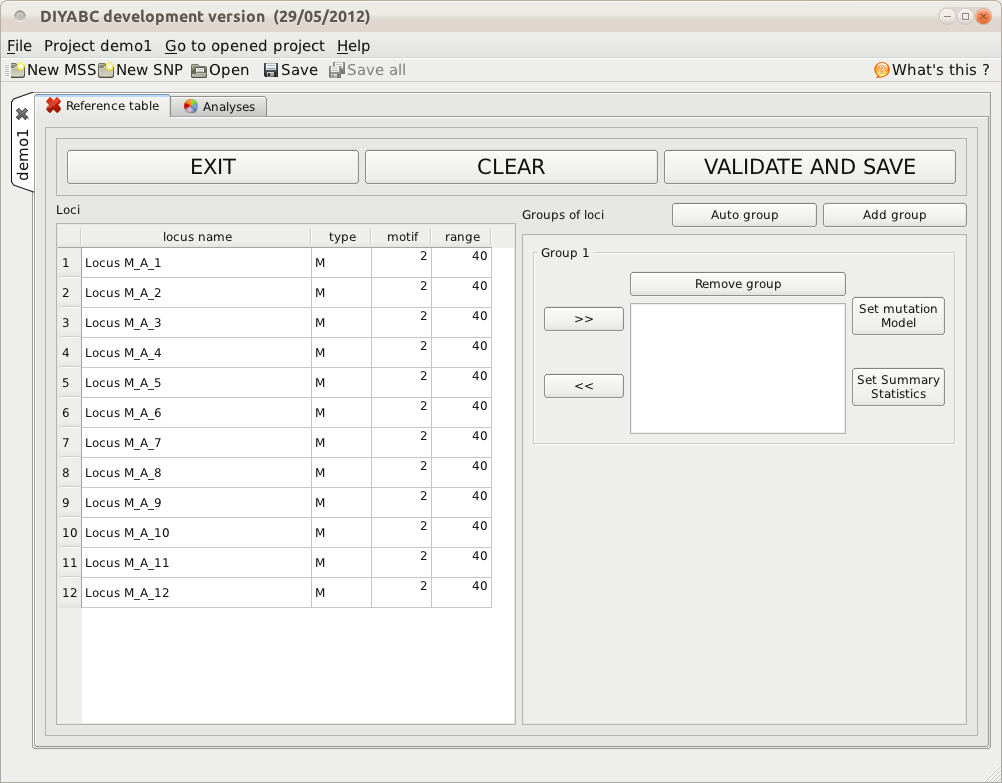 DIYABC development version (29/05/2012)
File Project demo1 Go to opened project Help
New MSS New SNP Open Save Save all What's this ?
demo1
Reference table Analyses
EXIT CLEAR VALIDATE AND SAVE
Loci
Groups of loci Auto group Add group
locus name type motif range
1 Locus M_A_1 M 2 40
2 Locus M_A_2 M 2 40
3 Locus M_A_3 M 2 40
4 Locus M_A_4 M 2 40
5 Locus M_A_5 M 2 40
6 Locus M_A_6 M 2 40
7 Locus M_A_7 M 2 40
8 Locus M_A_8 M 2 40
9 Locus M_A_9 M 2 40
10 Locus M_A_10 M 2 40
11 Locus M_A_11 M 2 40
12 Locus M_A_12 M 2 40
Group 1
Remove group
>>
<<
Set mutation
Model
Set Summary
Statistics